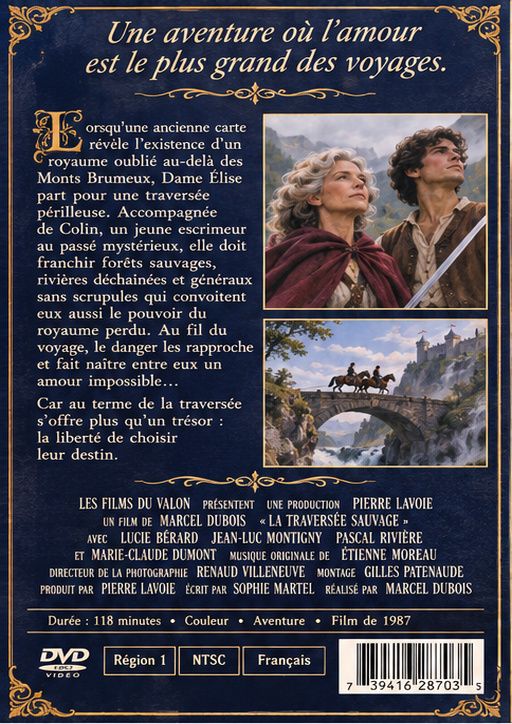 Une aventure où l'amour
est le plus grand des voyages.
Lorsqu'une ancienne carte
révèle l'existence d'un
royaume oublié au-delà des
Monts Brumeux, Dame Élise
part pour une traversée
périlleuse. Accompagnée
de Colin, un jeune escrimeur
au passé mystérieux, elle doit
franchir forêts sauvages,
rivières déchaînées et généraux
sans scrupules qui convoitent
eux aussi le pouvoir du
royaume perdu. Au fil du
voyage, le danger les rapproche
et fait naître entre eux un
amour impossible...
Car au terme de la traversée
s'offre plus qu'un trésor :
la liberté de choisir
leur destin.
LES FILMS DU VALON PRÉSENTENT UNE PRODUCTION PIERRE LAVOIE
UN FILM DE MARCEL DUBOIS « LA TRAVERSÉE SAUVAGE »
AVEC LUCIE BÉRARD JEAN-LUC MONTIGNY PASCAL RIVIÈRE
ET MARIE-CLAUDE DUMONT MUSIQUE ORIGINALE DE ÉTIENNE MOREAU
DIRECTEUR DE LA PHOTOGRAPHIE RENAUD VILLENEUVE MONTAGE GILLES PATENAUDE
PRODUIT PAR PIERRE LAVOIE ÉCRIT PAR SOPHIE MARTEL RÉALISÉ PAR MARCEL DUBOIS
Durée : 118 minutes • Couleur • Aventure • Film de 1987
DVD
VIDEO
Région 1
NTSC
Français
7 39416 28703 5